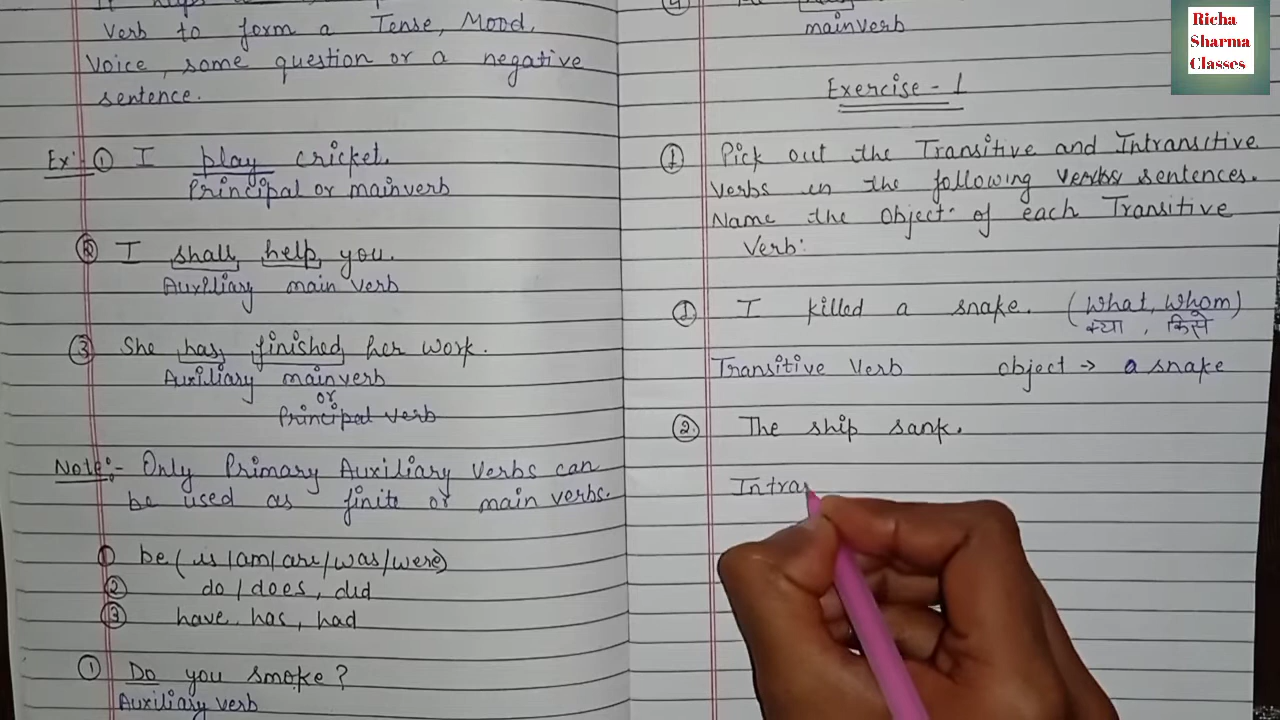 verb to form a Tense, Mood,
Voice, some question or a negative
sentence.
Ex: ① I play cricket.
Principal or mainverb
② I shall help you.
Auxiliary main verb
③ She has finished her work.
Auxiliary mainverb
or
Principal verb
Note:- Only Primary Auxiliary Verbs can
be used as finite or main verbs.
① be (is/am/are/was/were)
② do/does, did
③ have, has, had
① Do you smoke?
Auxiliary verb
④
mainverb
Exercise - 1
① Pick out the Transitive and Intransitive
verbs in the following verbs sentences.
Name the Object of each Transitive
Verb:
① I killed a snake. (What, Whom)
क्या, किसे
Transitive Verb object → a snake
②. The ship sank.
Intra
Richa
Sharma
Classes